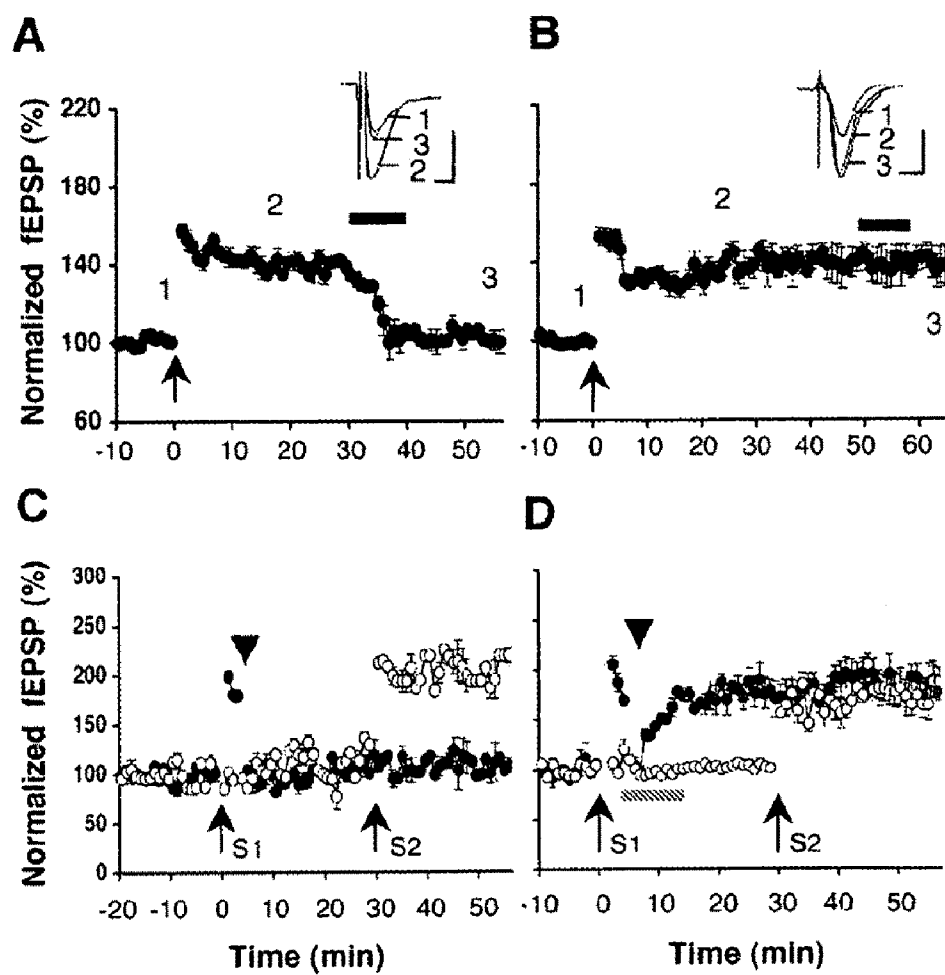 A
B
Normalized fEPSP (%)
220
180
140
100
60
1
2
3
1
3
2
-10 0 10 20 30 40 50
1
2
3
1
2
3
-10 0 10 20 30 40 50 60
C
D
Normalized fEPSP (%)
300
250
200
150
100
50
0
S1
S2
-20 -10 0 10 20 30 40 50
Time (min)
S1
S2
-10 0 10 20 30 40 50
Time (min)